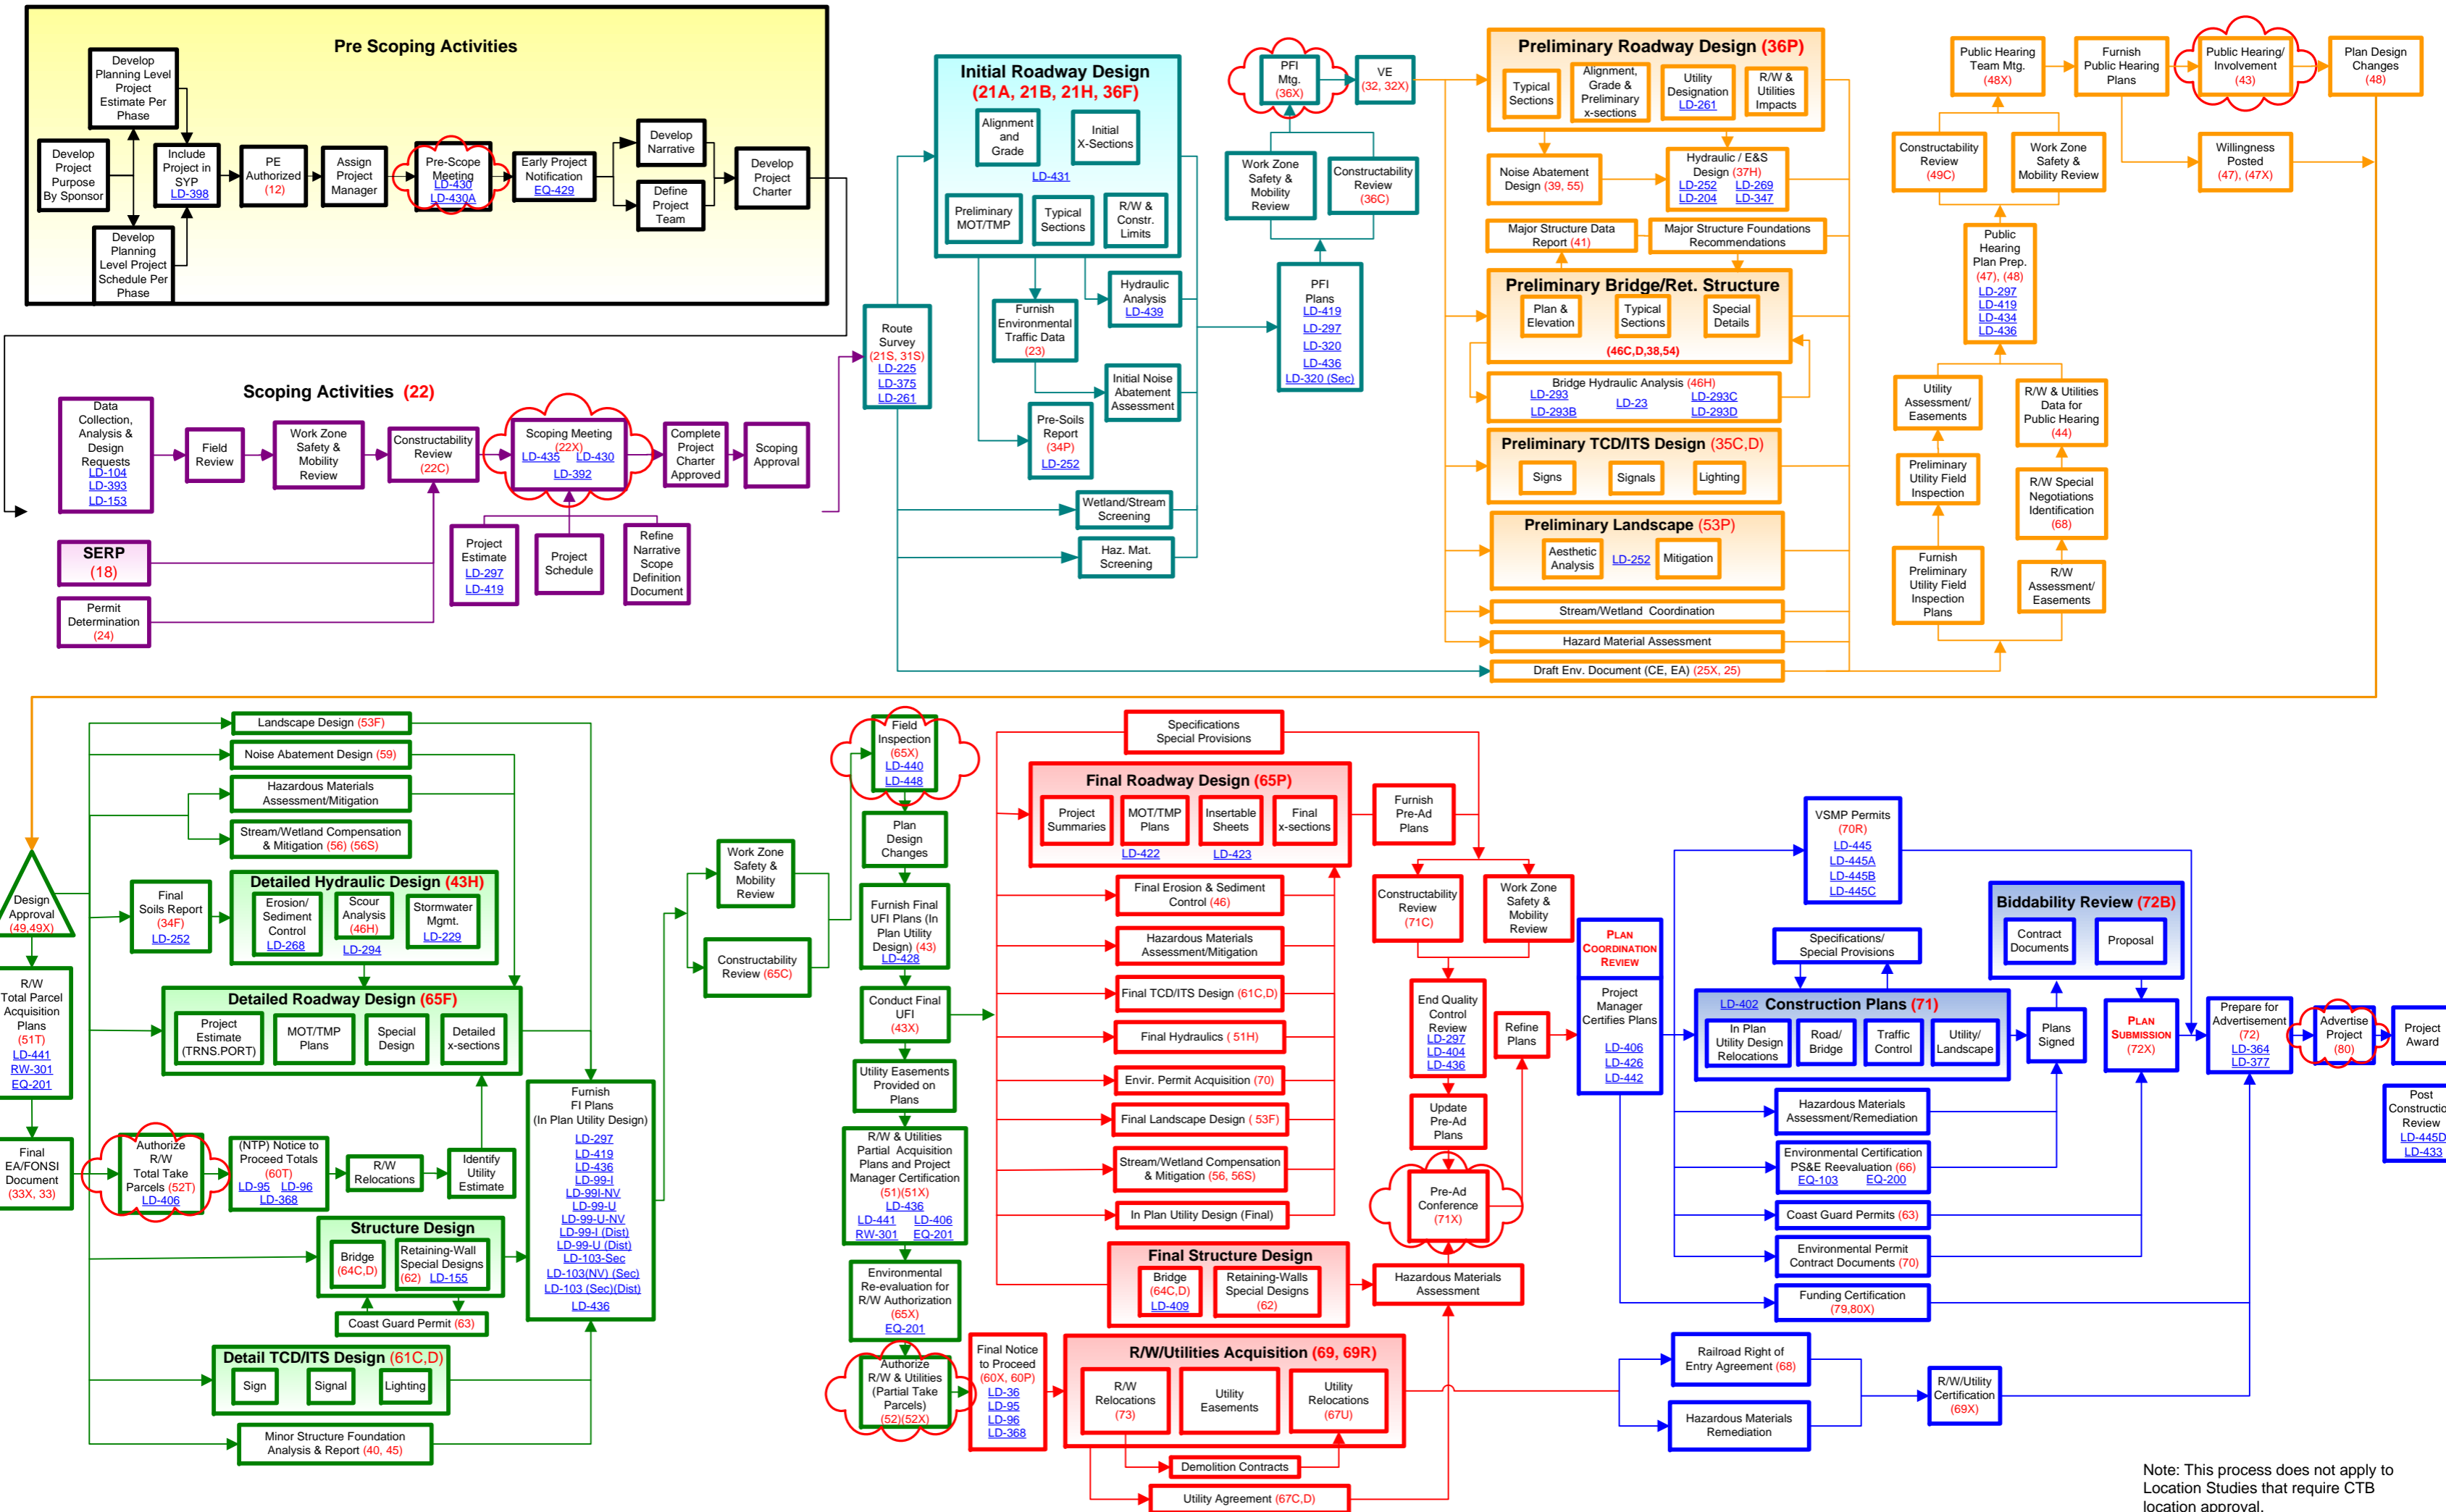 Pre Scoping Activities
Develop
Planning Level
Project
Estimate Per
Phase
Develop
Project
Purpose
By Sponsor
Include
Project in
SYP
LD-398
PE
Authorized
(12)
Assign
Project
Manager
Pre-Scope
Meeting
LD-430
LD-430A
Early Project
Notification
EQ-429
Develop
Narrative
Define
Project
Team
Develop
Project
Charter
Develop
Planning
Level Project
Schedule Per
Phase
Scoping Activities (22)
Data
Collection,
Analysis &
Design
Requests
LD-104
LD-393
LD-153
Field
Review
Work Zone
Safety &
Mobility
Review
Constructability
Review
(22C)
Scoping Meeting
(22X)
LD-435 LD-430
LD-392
Complete
Project
Charter
Approved
Scoping
Approval
SERP
(18)
Permit
Determination
(24)
Project
Estimate
LD-297
LD-419
Project
Schedule
Refine
Narrative
Scope
Definition
Document
Route
Survey
(21S, 31S)
LD-225
LD-375
LD-261
Initial Roadway Design
(21A, 21B, 21H, 36F)
Alignment
and
Grade
Initial
X-Sections
LD-431
Preliminary
MOT/TMP
Typical
Sections
R/W &
Constr.
Limits
Hydraulic
Analysis
LD-439
Furnish
Environmental
Traffic Data
(23)
Initial Noise
Abatement
Assessment
Pre-Soils
Report
(34P)
LD-252
Wetland/Stream
Screening
Haz. Mat.
Screening
PFI
Mtg.
(36X)
VE
(32, 32X)
Work Zone
Safety &
Mobility
Review
Constructability
Review
(36C)
PFI
Plans
LD-419
LD-297
LD-320
LD-436
LD-320 (Sec)
Preliminary Roadway Design (36P)
Typical
Sections
Alignment,
Grade &
Preliminary
x-sections
Utility
Designation
LD-261
R/W &
Utilities
Impacts
Noise Abatement
Design (39, 55)
Hydraulic / E&S
Design (37H)
LD-252 LD-269
LD-204 LD-347
Major Structure Data
Report (41)
Major Structure Foundations
Recommendations
Preliminary Bridge/Ret. Structure
Plan &
Elevation
Typical
Sections
Special
Details
(46C,D,38,54)
Bridge Hydraulic Analysis (46H)
LD-293 LD-23 LD-293C
LD-293B LD-293D
Preliminary TCD/ITS Design (35C,D)
Signs
Signals
Lighting
Preliminary Landscape (53P)
Aesthetic
Analysis
LD-252
Mitigation
Stream/Wetland Coordination
Hazard Material Assessment
Draft Env. Document (CE, EA) (25X, 25)
Public Hearing
Team Mtg.
(48X)
Furnish
Public Hearing
Plans
Public Hearing/
Involvement
(43)
Plan Design
Changes
(48)
Constructability
Review
(49C)
Work Zone
Safety &
Mobility Review
Willingness
Posted
(47), (47X)
Public
Hearing
Plan Prep.
(47), (48)
LD-297
LD-419
LD-434
LD-436
Utility
Assessment/
Easements
R/W & Utilities
Data for
Public Hearing
(44)
Preliminary
Utility Field
Inspection
R/W Special
Negotiations
Identification
(68)
Furnish
Preliminary
Utility Field
Inspection
Plans
R/W
Assessment/
Easements
Design
Approval
(49,49X)
R/W
Total Parcel
Acquisition
Plans
(51T)
LD-441
RW-301
EQ-201
Final
EA/FONSI
Document
(33X, 33)
Landscape Design (53F)
Noise Abatement Design (59)
Hazardous Materials
Assessment/Mitigation
Stream/Wetland Compensation
& Mitigation (56) (56S)
Final
Soils Report
(34F)
LD-252
Detailed Hydraulic Design (43H)
Erosion/
Sediment
Control
LD-268
Scour
Analysis
(46H)
LD-294
Stormwater
Mgmt.
LD-229
Detailed Roadway Design (65F)
Project
Estimate
(TRNS.PORT)
MOT/TMP
Plans
Special
Design
Detailed
x-sections
Authorize
R/W
Total Take
Parcels (52T)
LD-406
(NTP) Notice to
Proceed Totals
(60T)
LD-95 LD-96
LD-368
R/W
Relocations
Identify
Utility
Estimate
Structure Design
Bridge
(64C,D)
Retaining-Wall
Special Designs
(62) LD-155
Coast Guard Permit (63)
Detail TCD/ITS Design (61C,D)
Sign
Signal
Lighting
Minor Structure Foundation
Analysis & Report (40, 45)
Furnish
FI Plans
(In Plan Utility Design)
LD-297
LD-419
LD-436
LD-99-I
LD-99I-NV
LD-99-U
LD-99-U-NV
LD-99-I (Dist)
LD-99-U (Dist)
LD-103-Sec
LD-103(NV) (Sec)
LD-103 (Sec)(Dist)
LD-436
Work Zone
Safety &
Mobility
Review
Constructability
Review (65C)
Field
Inspection
(65X)
LD-440
LD-448
Plan
Design
Changes
Furnish Final
UFI Plans (In
Plan Utility
Design) (43)
LD-428
Conduct Final
UFI
(43X)
Utility Easements
Provided on
Plans
R/W & Utilities
Partial Acquisition
Plans and Project
Manager Certification
(51)(51X)
LD-436
LD-441 LD-406
RW-301 EQ-201
Environmental
Re-evaluation for
R/W Authorization
(65X)
EQ-201
Authorize
R/W & Utilities
(Partial Take
Parcels)
(52)(52X)
Final Notice
to Proceed
(60X, 60P)
LD-36
LD-95
LD-96
LD-368
Specifications
Special Provisions
Final Roadway Design (65P)
Project
Summaries
MOT/TMP
Plans
Insertable
Sheets
Final
x-sections
LD-422 LD-423
Final Erosion & Sediment
Control (46)
Hazardous Materials
Assessment/Mitigation
Final TCD/ITS Design (61C,D)
Final Hydraulics ( 51H)
Envir. Permit Acquisition (70)
Final Landscape Design ( 53F)
Stream/Wetland Compensation
& Mitigation (56, 56S)
In Plan Utility Design (Final)
Final Structure Design
Bridge
(64C,D)
LD-409
Retaining-Walls
Special Designs
(62)
Hazardous Materials
Assessment
R/W/Utilities Acquisition (69, 69R)
R/W
Relocations
(73)
Utility
Easements
Utility
Relocations
(67U)
Demolition Contracts
Utility Agreement (67C,D)
Furnish
Pre-Ad
Plans
Constructability
Review
(71C)
Work Zone
Safety &
Mobility
Review
End Quality
Control
Review
LD-297
LD-404
LD-436
Update
Pre-Ad
Plans
Pre-Ad
Conference
(71X)
Refine
Plans
PLAN
COORDINATION
REVIEW
Project
Manager
Certifies Plans
LD-406
LD-426
LD-442
VSMP Permits
(70R)
LD-445
LD-445A
LD-445B
LD-445C
Specifications/
Special Provisions
LD-402 Construction Plans (71)
In Plan
Utility Design
Relocations
Road/
Bridge
Traffic
Control
Utility/
Landscape
Plans
Signed
Biddability Review (72B)
Contract
Documents
Proposal
PLAN
SUBMISSION
(72X)
Prepare for
Advertisement
(72)
LD-364
LD-377
Advertise
Project
(80)
Project
Award
Post
Constructio
Review
LD-445D
LD-433
Hazardous Materials
Assessment/Remediation
Environmental Certification
PS&E Reevaluation (66)
EQ-103 EQ-200
Coast Guard Permits (63)
Environmental Permit
Contract Documents (70)
Funding Certification
(79,80X)
Railroad Right of
Entry Agreement (68)
Hazardous Materials
Remediation
R/W/Utility
Certification
(69X)
Note: This process does not apply to
Location Studies that require CTB
location approval.